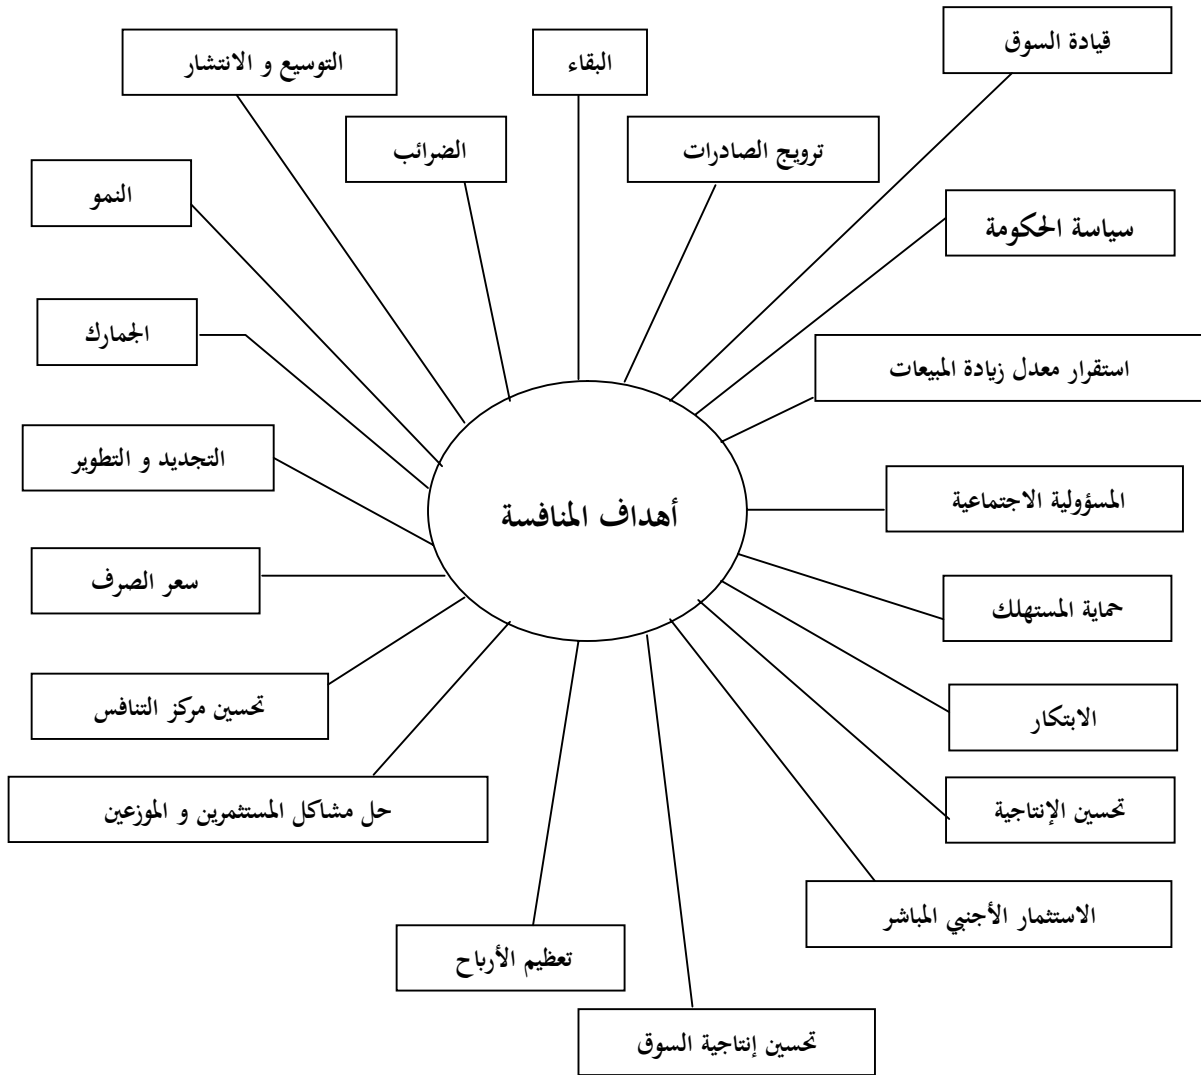 قيادة السوق
التوسيع و الانتشار
البقاء
ترويج الصادرات
الضرائب
النمو
سياسة الحكومة
الجمارك
استقرار معدل زيادة المبيعات
التجديد و التطوير
المسؤولية الاجتماعية
أهداف المنافسة
سعر الصرف
حماية المستهلك
تحسين مركز التنافس
الابتكار
حل مشاكل المستثمرين و الموزعين
تحسين الإنتاجية
الاستثمار الأجنبي المباشر
تعظيم الأرباح
تحسين إنتاجية السوق